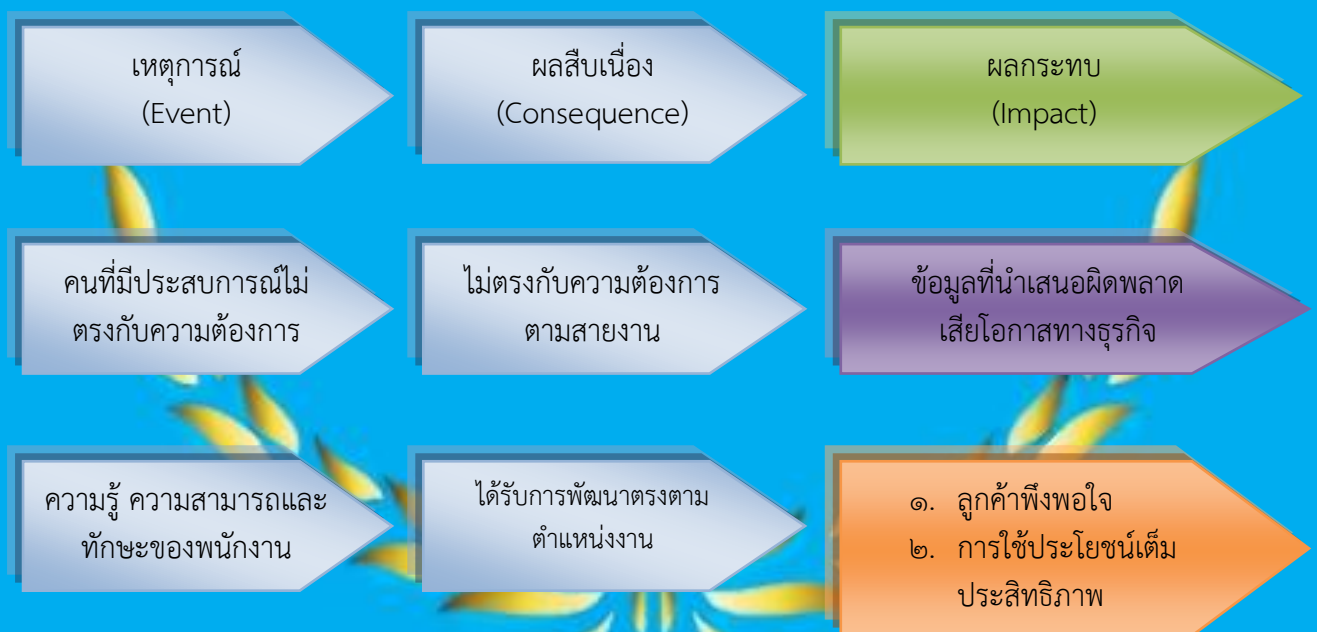 เหตุการณ์
(Event)
ผลสืบเนื่อง
(Consequence)
ผลกระทบ
(Impact)
คนที่มีประสบการณ์ไม่
ตรงกับความต้องการ
ไม่ตรงกับความต้องการ
ตามสายงาน
ข้อมูลที่นำเสนอผิดพลาด
เสียโอกาสทางธุรกิจ
ความรู้ ความสามารถและ
ทักษะของพนักงาน
ได้รับการพัฒนาตรงตาม
ตำแหน่งงาน
๑. ลูกค้าพึงพอใจ
๒. การใช้ประโยชน์เต็ม
ประสิทธิภาพ